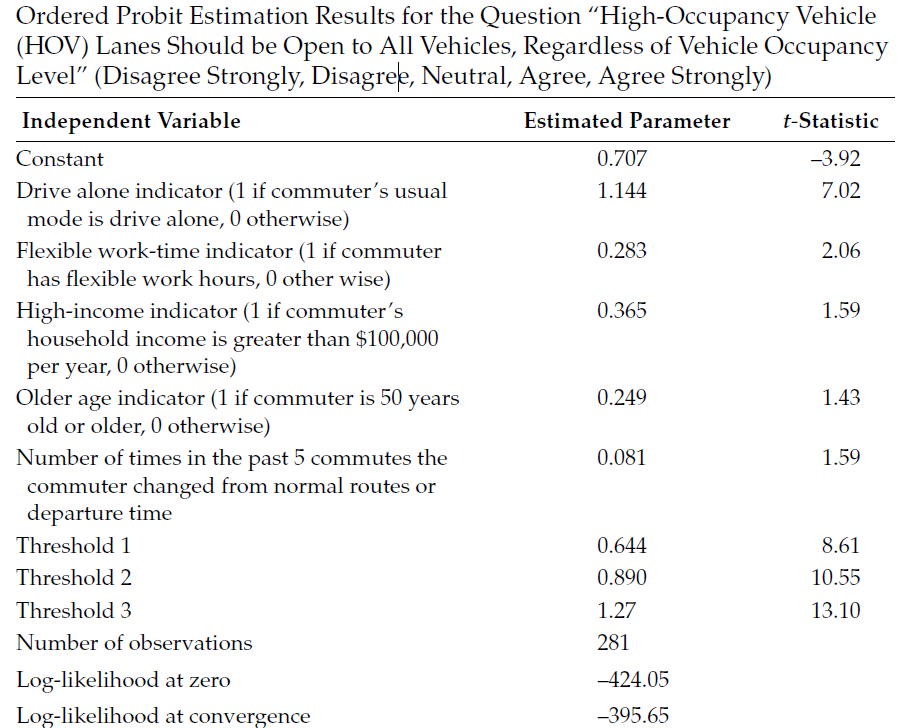 Ordered Probit Estimation Results for the Question “High-Occupancy Vehicle
(HOV) Lanes Should be Open to All Vehicles, Regardless of Vehicle Occupancy
Level” (Disagree Strongly, Disagree, Neutral, Agree, Agree Strongly)
Independent Variable Estimated Parameter t-Statistic
Constant 0.707 –3.92
Drive alone indicator (1 if commuter’s usual 1.144 7.02
mode is drive alone, 0 otherwise)
Flexible work-time indicator (1 if commuter 0.283 2.06
has flexible work hours, 0 other wise)
High-income indicator (1 if commuter’s 0.365 1.59
household income is greater than $100,000
per year, 0 otherwise)
Older age indicator (1 if commuter is 50 years 0.249 1.43
old or older, 0 otherwise)
Number of times in the past 5 commutes the 0.081 1.59
commuter changed from normal routes or
departure time
Threshold 1 0.644 8.61
Threshold 2 0.890 10.55
Threshold 3 1.27 13.10
Number of observations 281
Log-likelihood at zero –424.05
Log-likelihood at convergence –395.65